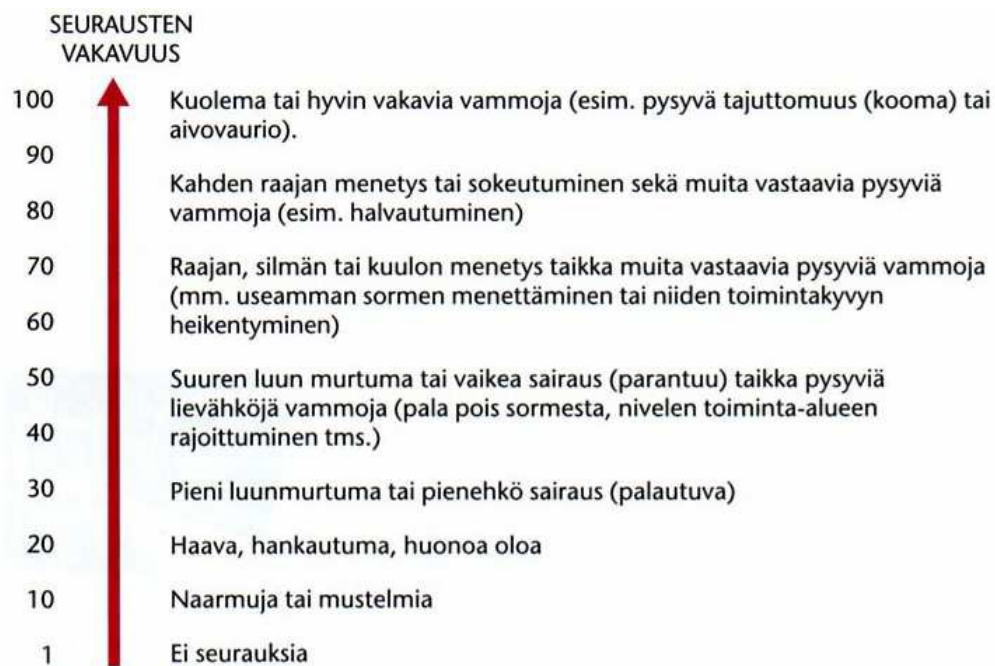 SEURAUSTEN
VAKAVUUS
100 Kuolema tai hyvin vakavia vammoja (esim. pysyvä tajuttomuus (kooma) tai
aivovaurio).
90
Kahden raajan menetys tai sokeutuminen sekä muita vastaavia pysyviä
80 vammoja (esim. halvautuminen)
70 Raajan, silmän tai kuulon menetys taikka muita vastaavia pysyviä vammoja
(mm. useamman sormen menettäminen tai niiden toimintakyvyn
60 heikentyminen)
50 Suuren luun murtuma tai vaikea sairaus (parantuu) taikka pysyviä
lievähköjä vammoja (pala pois sormesta, nivelen toiminta-alueen
40 rajoittuminen tms.)
30 Pieni luunmurtuma tai pienehkö sairaus (palautuva)
20 Haava, hankautuma, huonoa oloa
10 Naarmuja tai mustelmia
1 Ei seurauksia